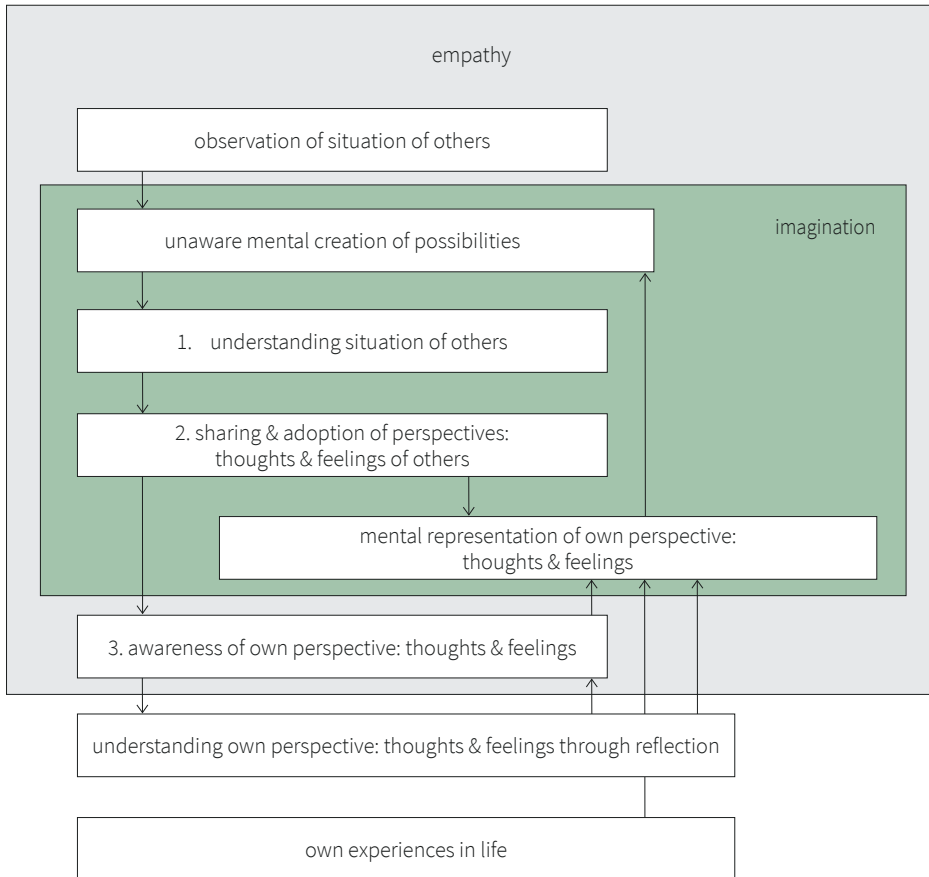 empathy
observation of situation of others
imagination
unaware mental creation of possibilities
1. understanding situation of others
2. sharing & adoption of perspectives:
thoughts & feelings of others
mental representation of own perspective:
thoughts & feelings
3. awareness of own perspective: thoughts & feelings
understanding own perspective: thoughts & feelings through reflection
own experiences in life